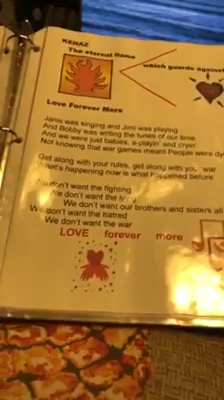 KENAZ
The eternal flame
which guards against
Love Forever More
Janis was singing and Jimi was playing
And Bobby was writing the tunes of our time
And we were just babies, a-playin' and cryin'
Not knowing that war games meant People were dy
Get along with your rules, get along with your war
What's happening now is what happened before
We don't want the fighting
We don't want the
We don't want our brothers and sisters all
We don't want the hatred
We don't want the war
LOVE forever more